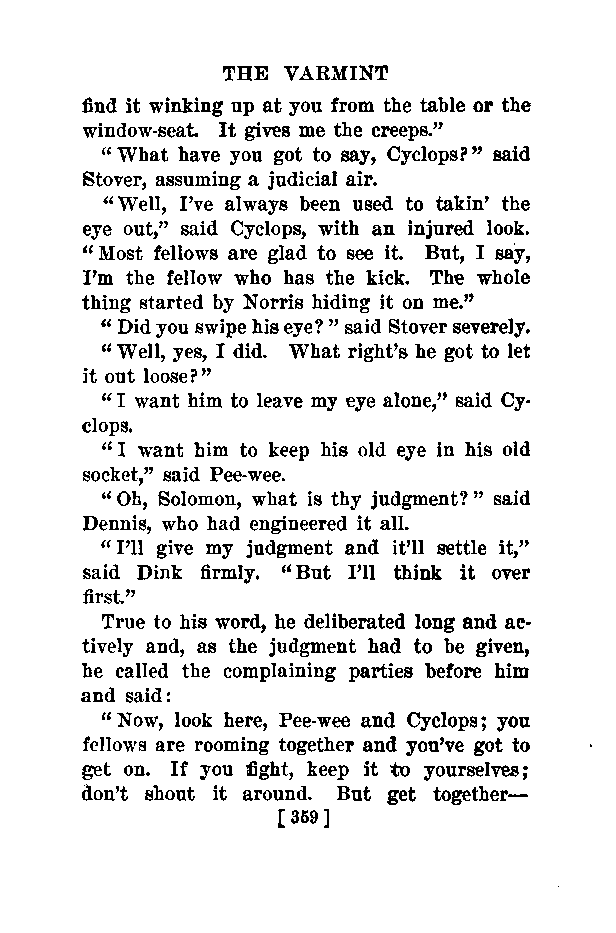 THE VARMINT
find it winking up at you from the table or the
window-seat. It gives me the creeps.”
“What have you got to say, Cyclops?” said
Stover, assuming a judicial air.
“Well, I’ve always been used to takin’ the
eye out,” said Cyclops, with an injured look.
“Most fellows are glad to see it. But, I say,
I’m the fellow who has the kick. The whole
thing started by Norris hiding it on me.”
“Did you swipe his eye?” said Stover severely.
“Well, yes, I did. What right’s he got to let
it out loose?”
“I want him to leave my eye alone,” said Cy-
clops.
“I want him to keep his old eye in his old
socket,” said Pee-wee.
“Oh, Solomon, what is thy judgment?” said
Dennis, who had engineered it all.
“I’ll give my judgment and it’ll settle it,”
said Dink firmly. “But I’ll think it over
first.”
True to his word, he deliberated long and ac-
tively and, as the judgment had to be given,
he called the complaining parties before him
and said:
“Now, look here, Pee-wee and Cyclops; you
fellows are rooming together and you’ve got to
get on. If you fight, keep it to yourselves;
don’t shout it around. But get together—
[ 359 ]